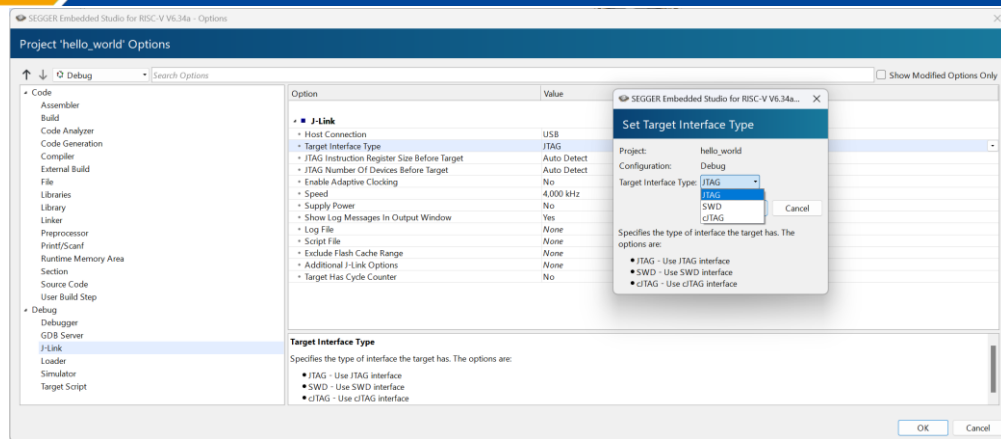 SEGGER Embedded Studio for RISC-V V6.34a - Options
Project 'hello_world' Options
Debug
Search Options
Show Modified Options Only
Code
Assembler
Build
Code Analyzer
Code Generation
Compiler
External Build
File
Libraries
Library
Linker
Preprocessor
Printf/Scanf
Runtime Memory Area
Section
Source Code
User Build Step
Debug
Debugger
GDB Server
J-Link
Loader
Simulator
Target Script
Option Value
J-Link
Host Connection USB
Target Interface Type JTAG
JTAG Instruction Register Size Before Target Auto Detect
JTAG Number Of Devices Before Target Auto Detect
Enable Adaptive Clocking No
Speed 4,000 kHz
Supply Power No
Show Log Messages In Output Window Yes
Log File None
Script File None
Exclude Flash Cache Range None
Additional J-Link Options None
Target Has Cycle Counter No
Target Interface Type
Specifies the type of interface the target has. The options are:
• JTAG - Use JTAG interface
• SWD - Use SWD interface
• cJTAG - Use cJTAG interface
SEGGER Embedded Studio for RISC-V V6.34a...
Set Target Interface Type
Project: hello_world
Configuration: Debug
Target Interface Type: JTAG
JTAG
SWD
cJTAG
Cancel
Specifies the type of interface the target has. The
options are:
• JTAG - Use JTAG interface
• SWD - Use SWD interface
• cJTAG - Use cJTAG interface
OK Cancel